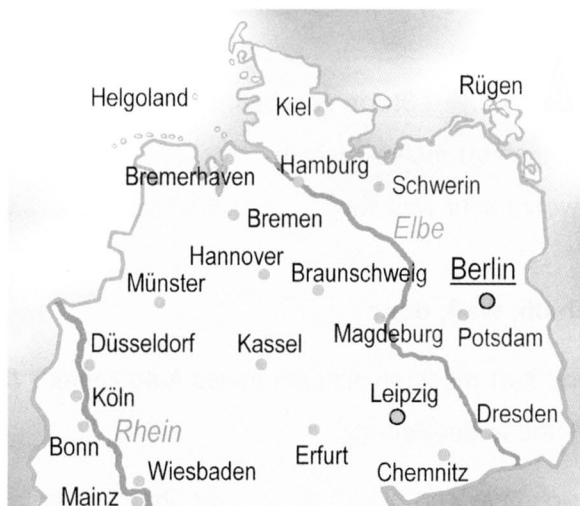 Helgoland
Rügen
Kiel
Hamburg
Bremerhaven
Schwerin
Bremen
Elbe
Hannover
Berlin
Münster
Braunschweig
Magdeburg
Potsdam
Düsseldorf
Kassel
Köln
Leipzig
Dresden
Bonn
Rhein
Erfurt
Chemnitz
Wiesbaden
Mainz